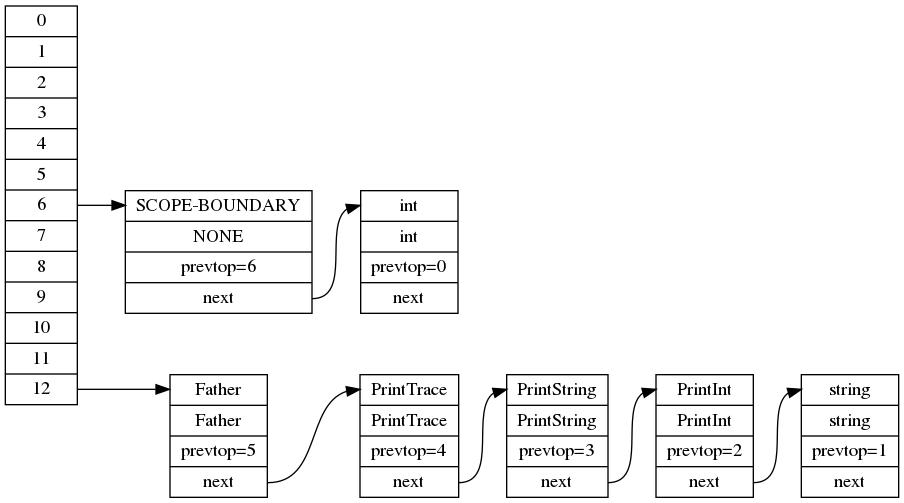 0
1
2
3
4
5
6
7
8
9
10
11
12
SCOPE-BOUNDARY
NONE
prevtop=6
next
int
int
prevtop=0
next
Father
Father
prevtop=5
next
PrintTrace
PrintTrace
prevtop=4
next
PrintString
PrintString
prevtop=3
next
PrintInt
PrintInt
prevtop=2
next
string
string
prevtop=1
next